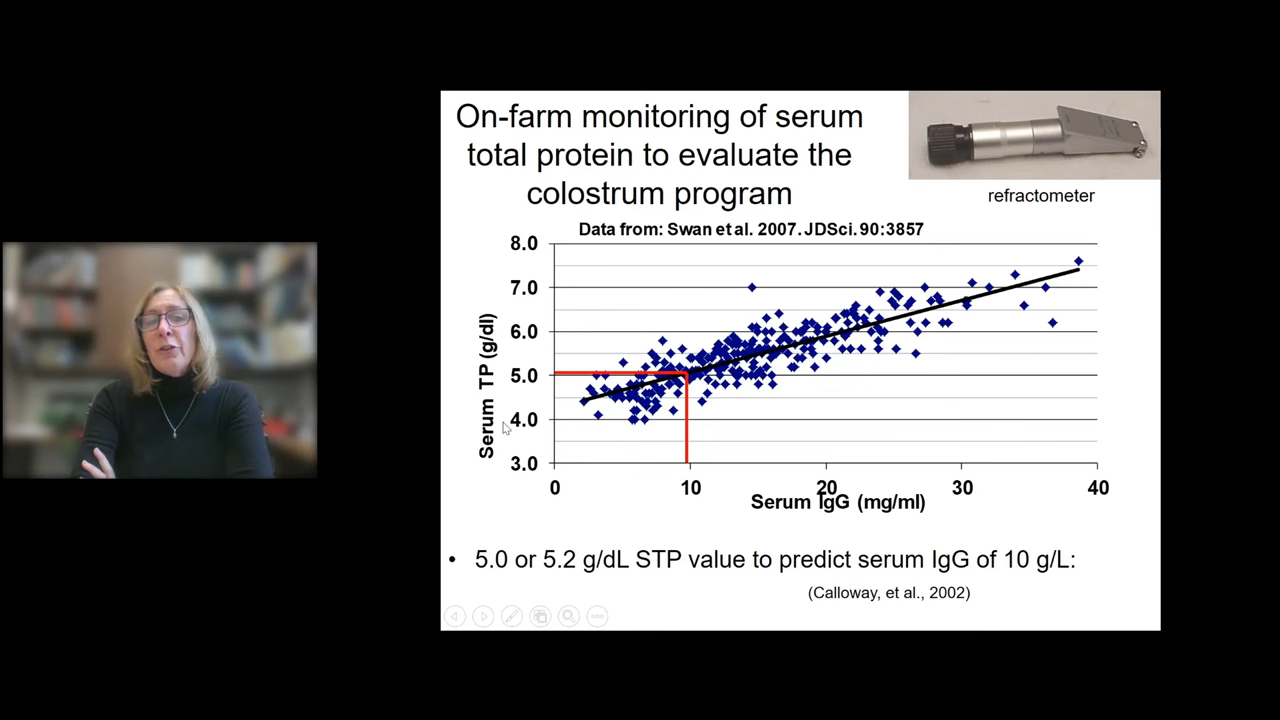 On-farm monitoring of serum
total protein to evaluate the
colostrum program
refractometer
Data from: Swan et al. 2007. JDSci. 90:3857
8.0
7.0
6.0
5.0
4.0
3.0
Serum TP (g/dl)
0 10 20 30 40
Serum IgG (mg/ml)
• 5.0 or 5.2 g/dL STP value to predict serum IgG of 10 g/L:
(Calloway, et al., 2002)